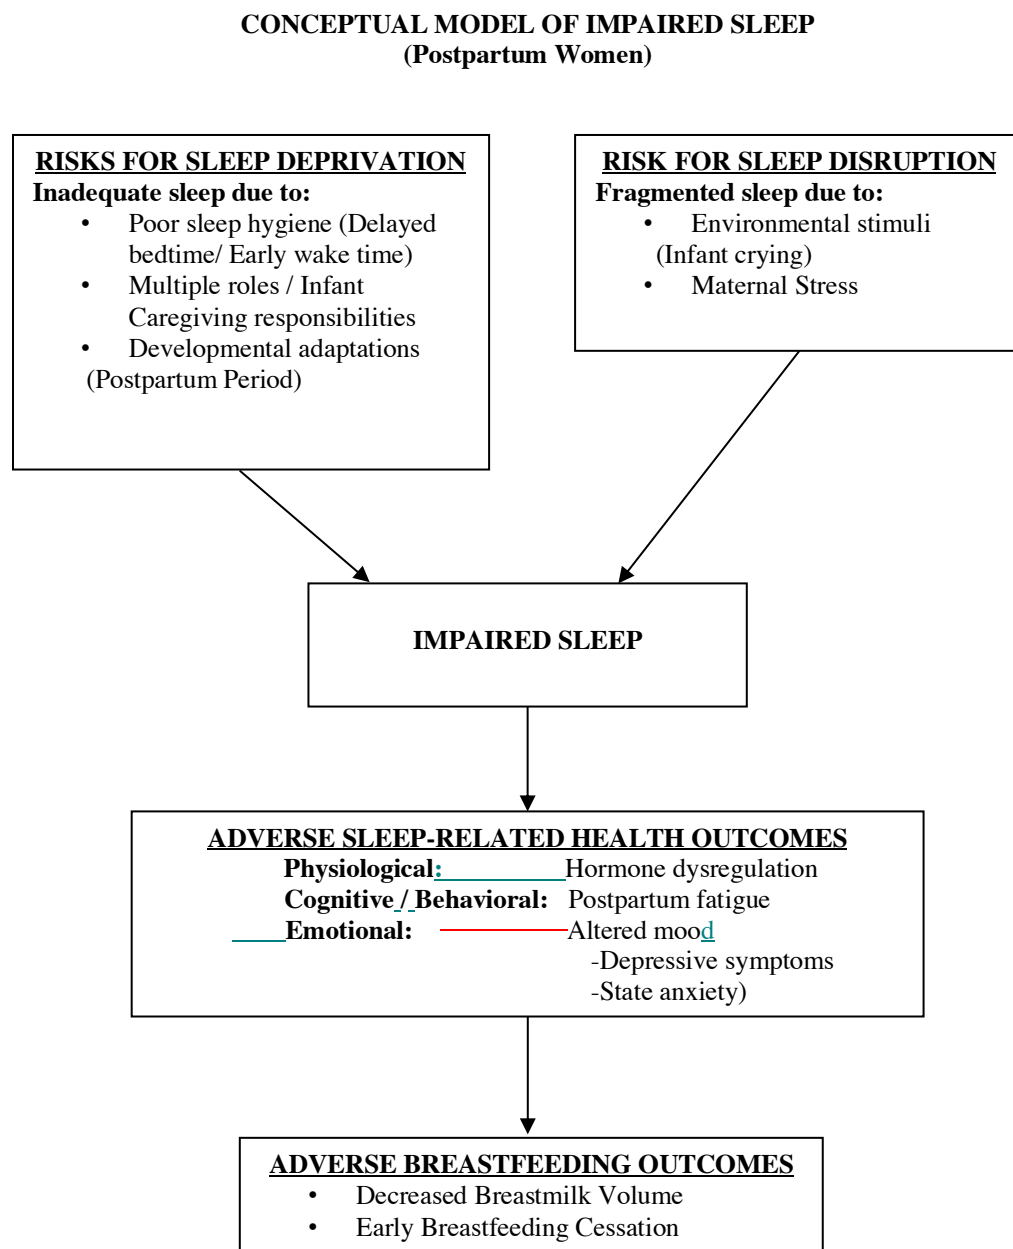 CONCEPTUAL MODEL OF IMPAIRED SLEEP
(Postpartum Women)
RISKS FOR SLEEP DEPRIVATION
Inadequate sleep due to:
• Poor sleep hygiene (Delayed
bedtime/ Early wake time)
• Multiple roles / Infant
Caregiving responsibilities
• Developmental adaptations
(Postpartum Period)
RISK FOR SLEEP DISRUPTION
Fragmented sleep due to:
• Environmental stimuli
(Infant crying)
• Maternal Stress
IMPAIRED SLEEP
ADVERSE SLEEP-RELATED HEALTH OUTCOMES
Physiological: Hormone dysregulation
Cognitive / Behavioral: Postpartum fatigue
Emotional: Altered mood
-Depressive symptoms
-State anxiety)
ADVERSE BREASTFEEDING OUTCOMES
• Decreased Breastmilk Volume
• Early Breastfeeding Cessation